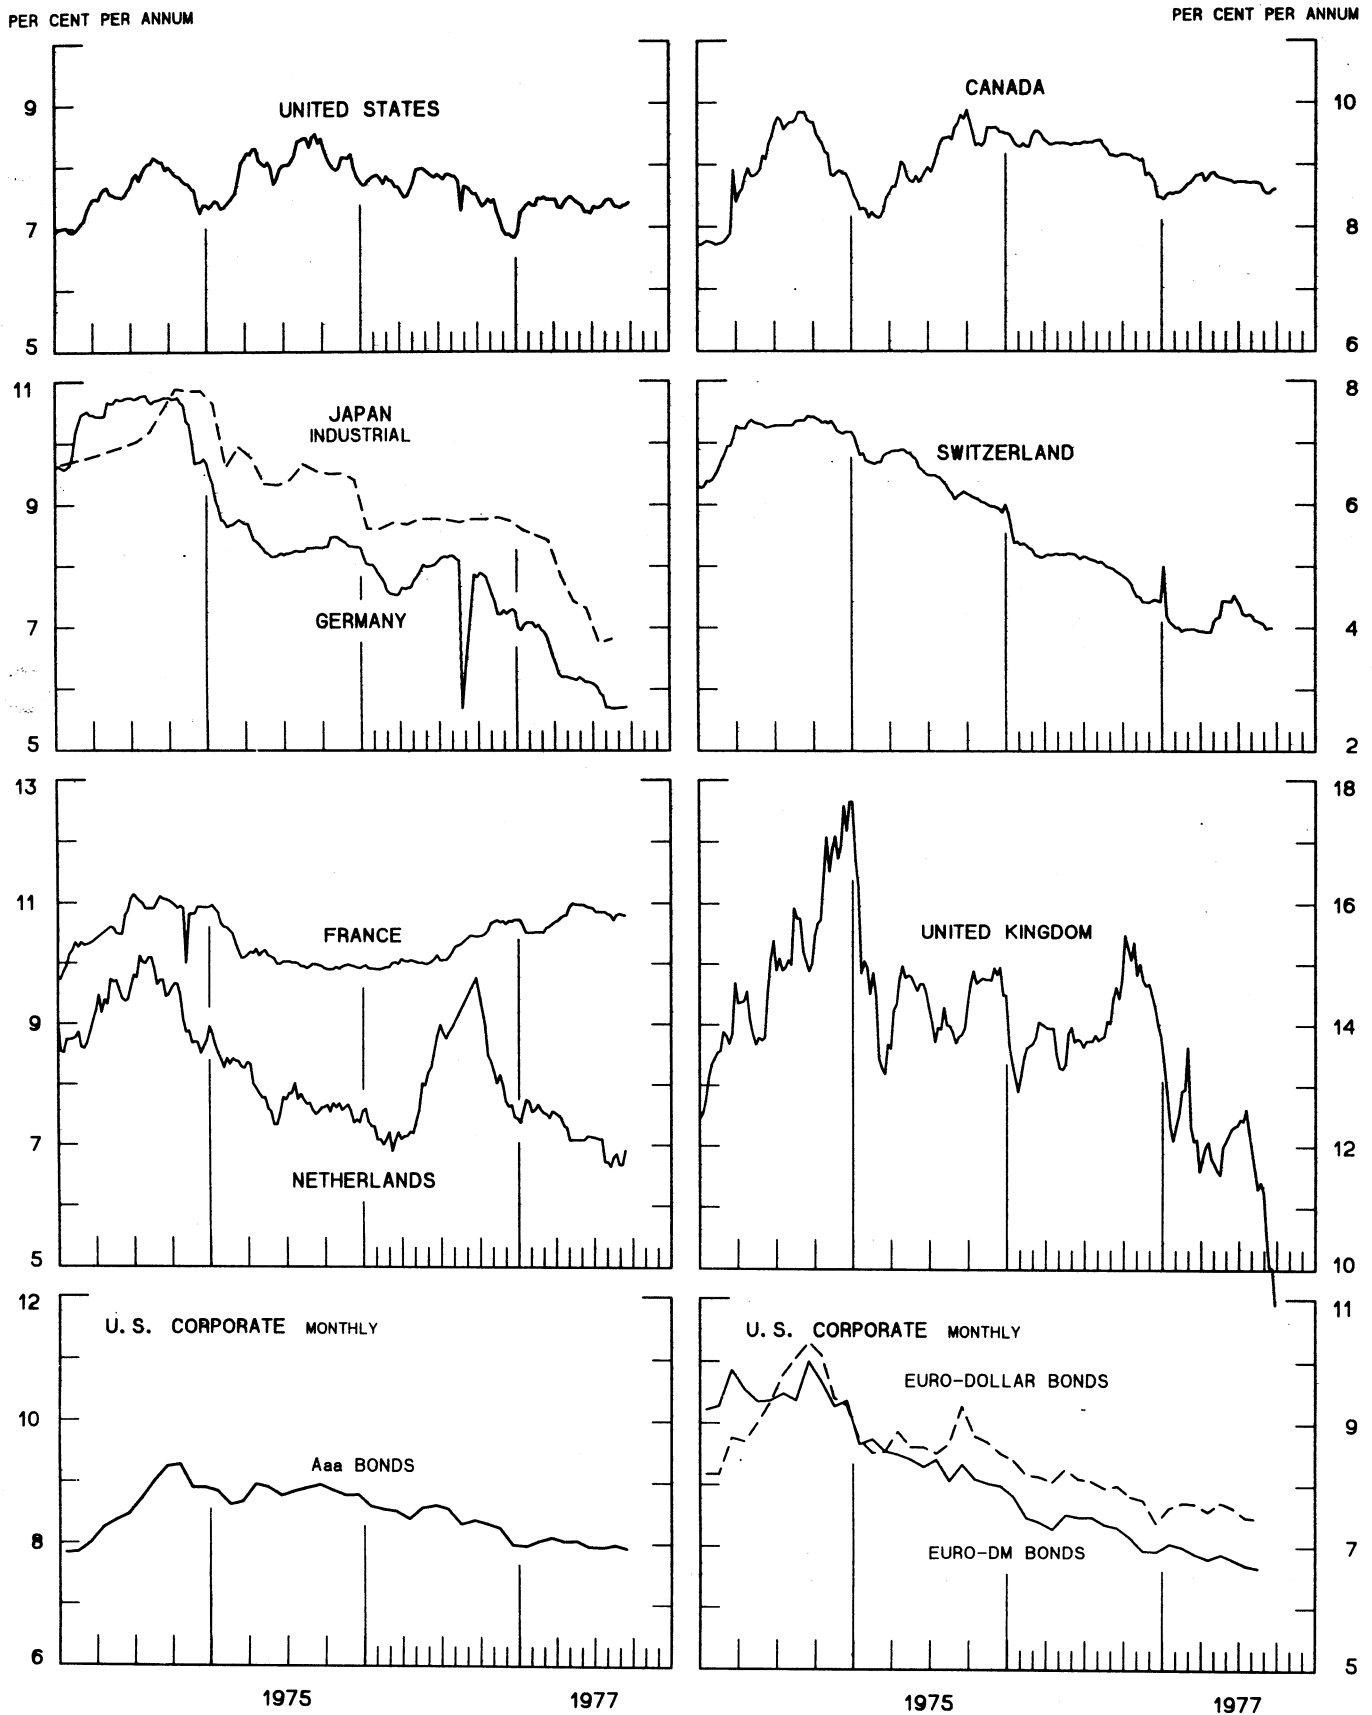 PER CENT PER ANNUM
PER CENT PER ANNUM
UNITED STATES
9
7
5
CANADA
10
8
6
JAPAN
INDUSTRIAL
GERMANY
11
9
7
5
SWITZERLAND
8
6
4
2
FRANCE
NETHERLANDS
13
11
9
7
5
UNITED KINGDOM
18
16
14
12
10
U.S. CORPORATE MONTHLY
Aaa BONDS
12
10
8
6
U.S. CORPORATE MONTHLY
EURO-DOLLAR BONDS
EURO-DM BONDS
11
9
7
5
1975
1977
1975
1977